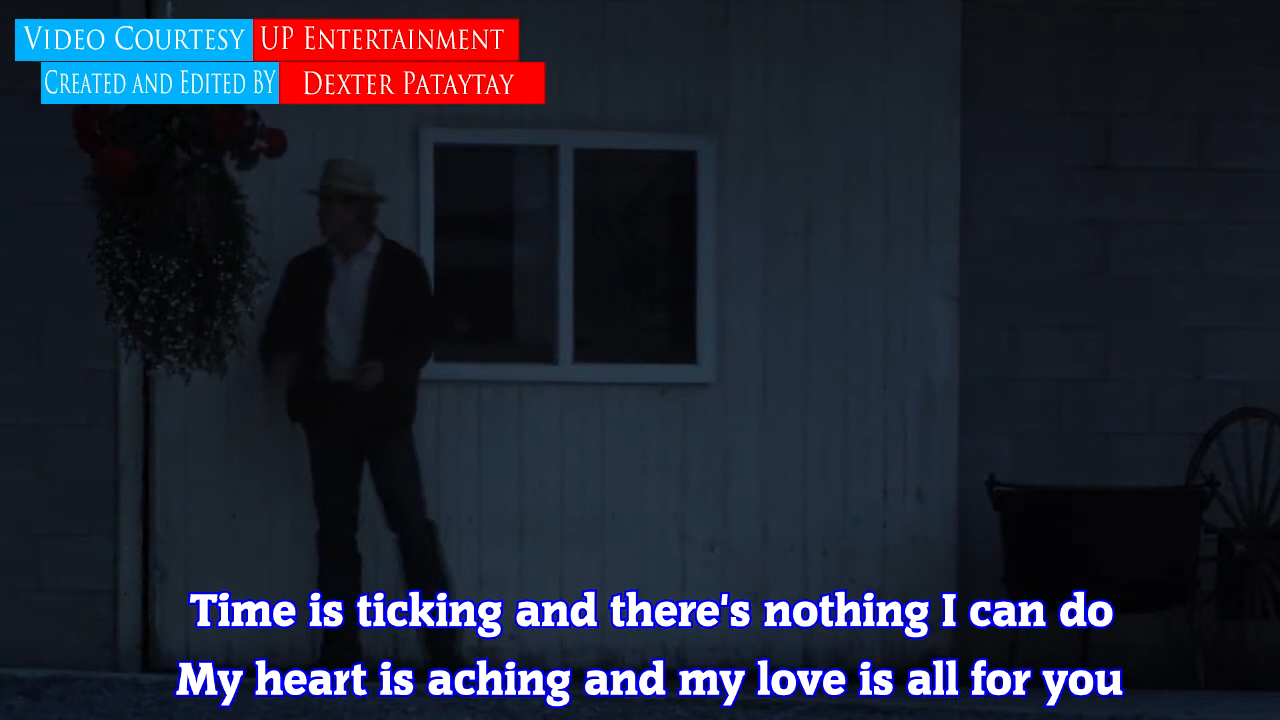 VIDEO COURTESY UP ENTERTAINMENT
CREATED AND EDITED BY DEXTER PATAYTAY
Time is ticking and there's nothing I can do
My heart is aching and my love is all for you